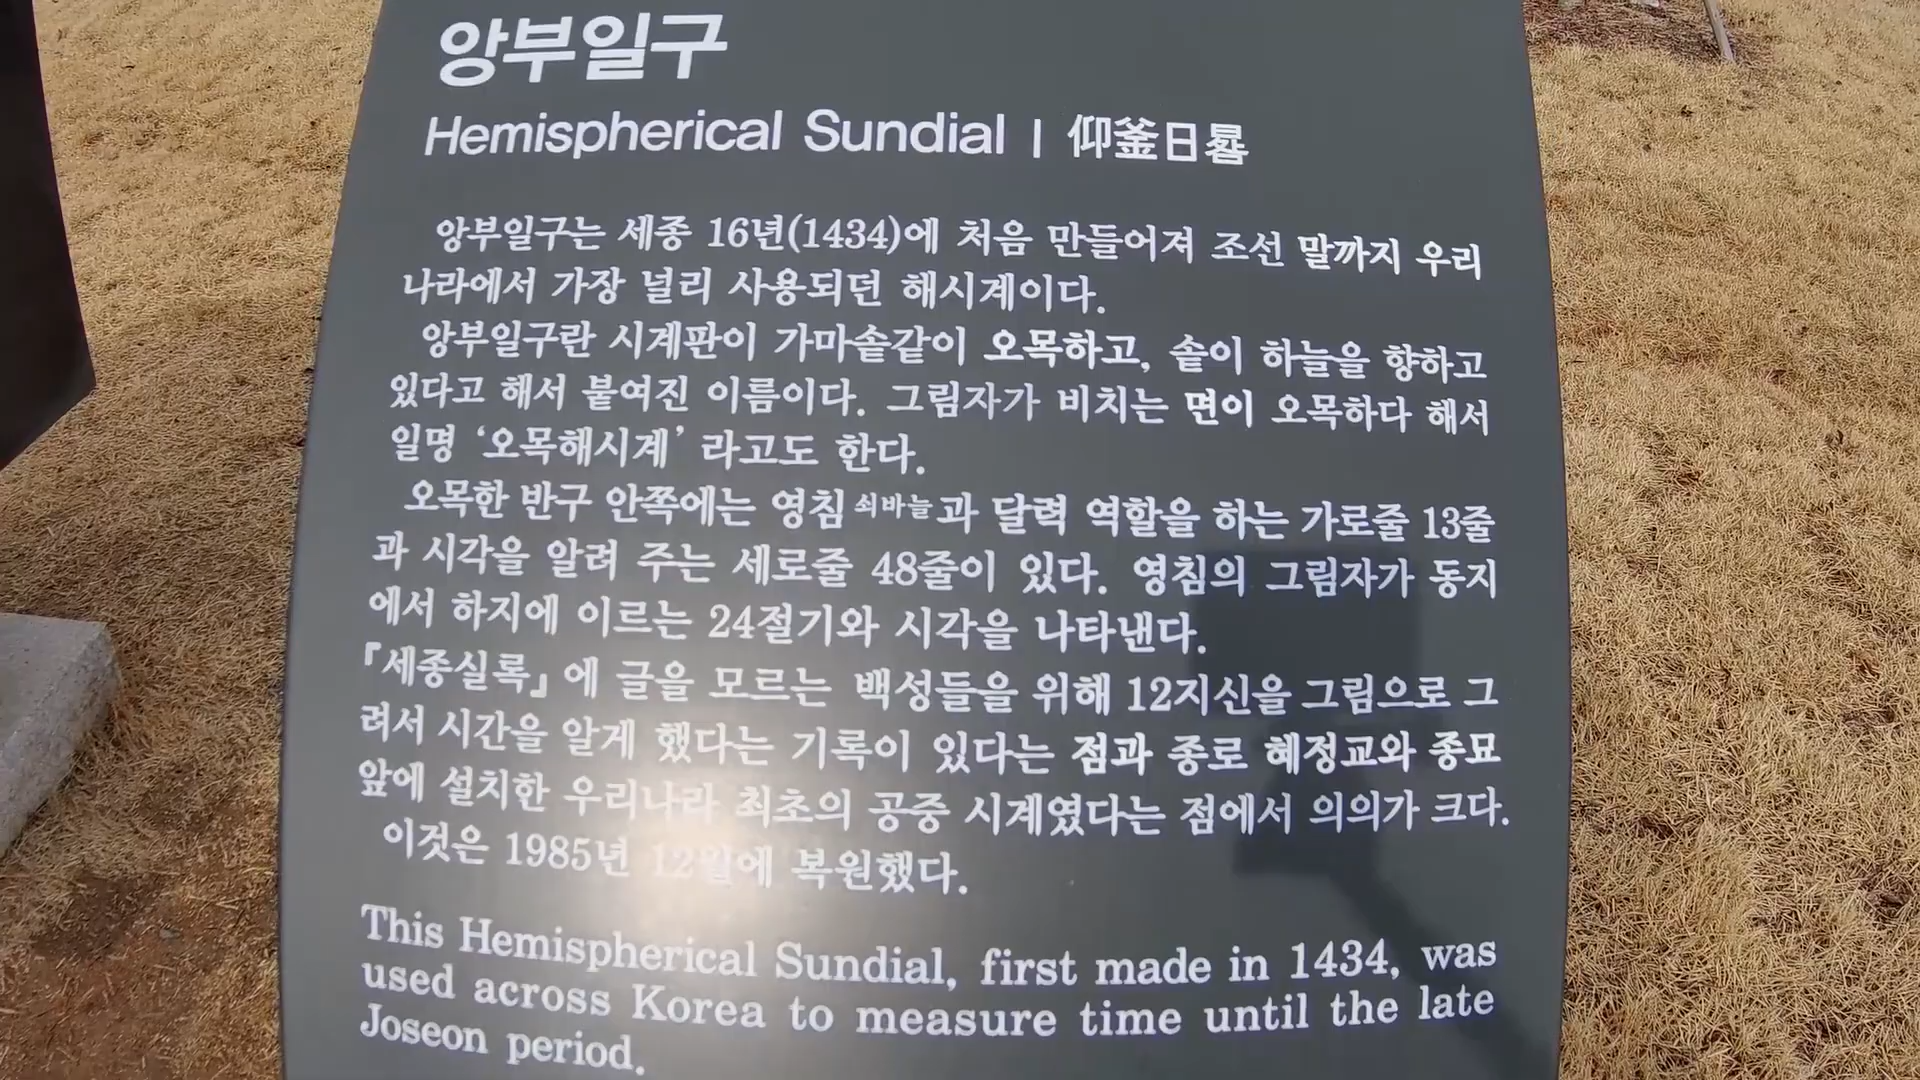 앙부일구
Hemispherical Sundial | 仰釜日晷
앙부일구는 세종 16년(1434)에 처음 만들어져 조선 말까지 우리
나라에서 가장 널리 사용되던 해시계이다.
앙부일구란 시계판이 가마솥같이 오목하고, 솥이 하늘을 향하고
있다고 해서 붙여진 이름이다. 그림자가 비치는 면이 오목하다 해서
일명 ‘오목해시계’ 라고도 한다.
오목한 반구 안쪽에는 영침 쇠바늘과 달력 역할을 하는 가로줄 13줄
과 시각을 알려 주는 세로줄 48줄이 있다. 영침의 그림자가 동지
에서 하지에 이르는 24절기와 시각을 나타낸다.
『세종실록』에 글을 모르는 백성들을 위해 12지신을 그림으로 그
려서 시간을 알게 했다는 기록이 있다는 점과 종로 혜정교와 종묘
앞에 설치한 우리나라 최초의 공중 시계였다는 점에서 의의가 크다.
이것은 1985년 12월에 복원했다.
This Hemispherical Sundial, first made in 1434, was
used across Korea to measure time until the late
Joseon period.